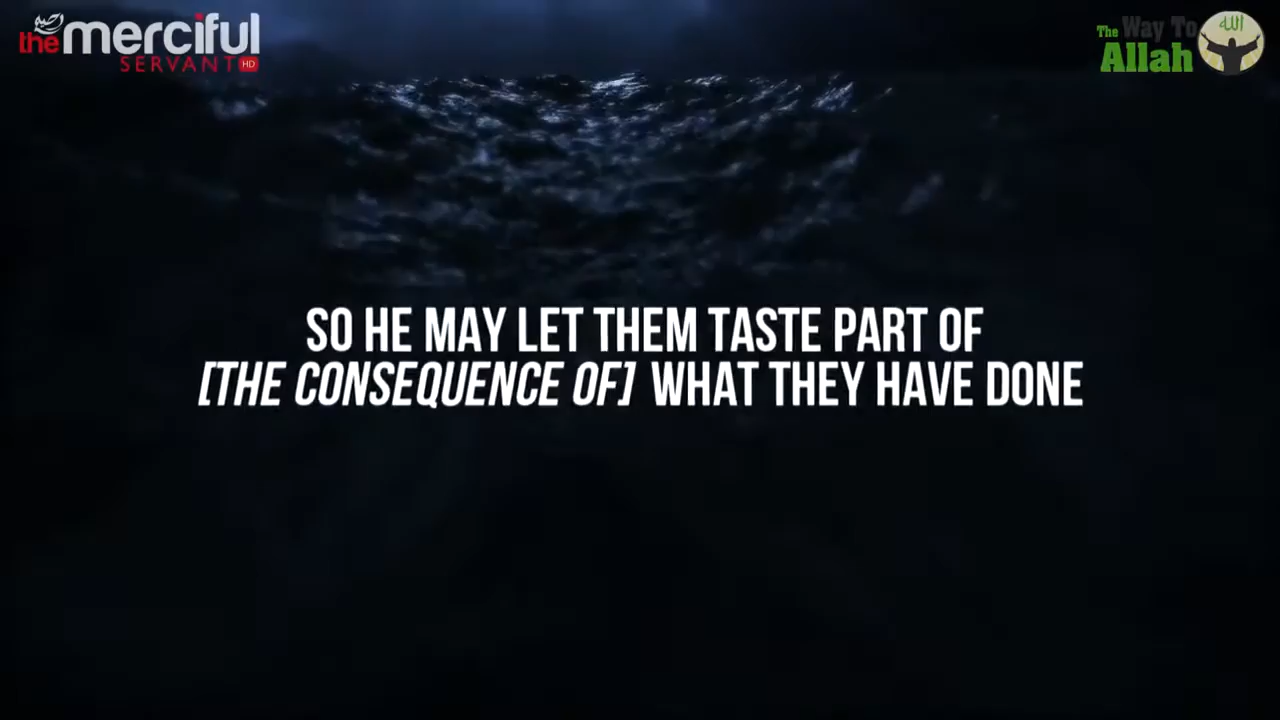 the merciful
SERVANT HD
The Way To
Allah
الله
SO HE MAY LET THEM TASTE PART OF
[THE CONSEQUENCE OF] WHAT THEY HAVE DONE